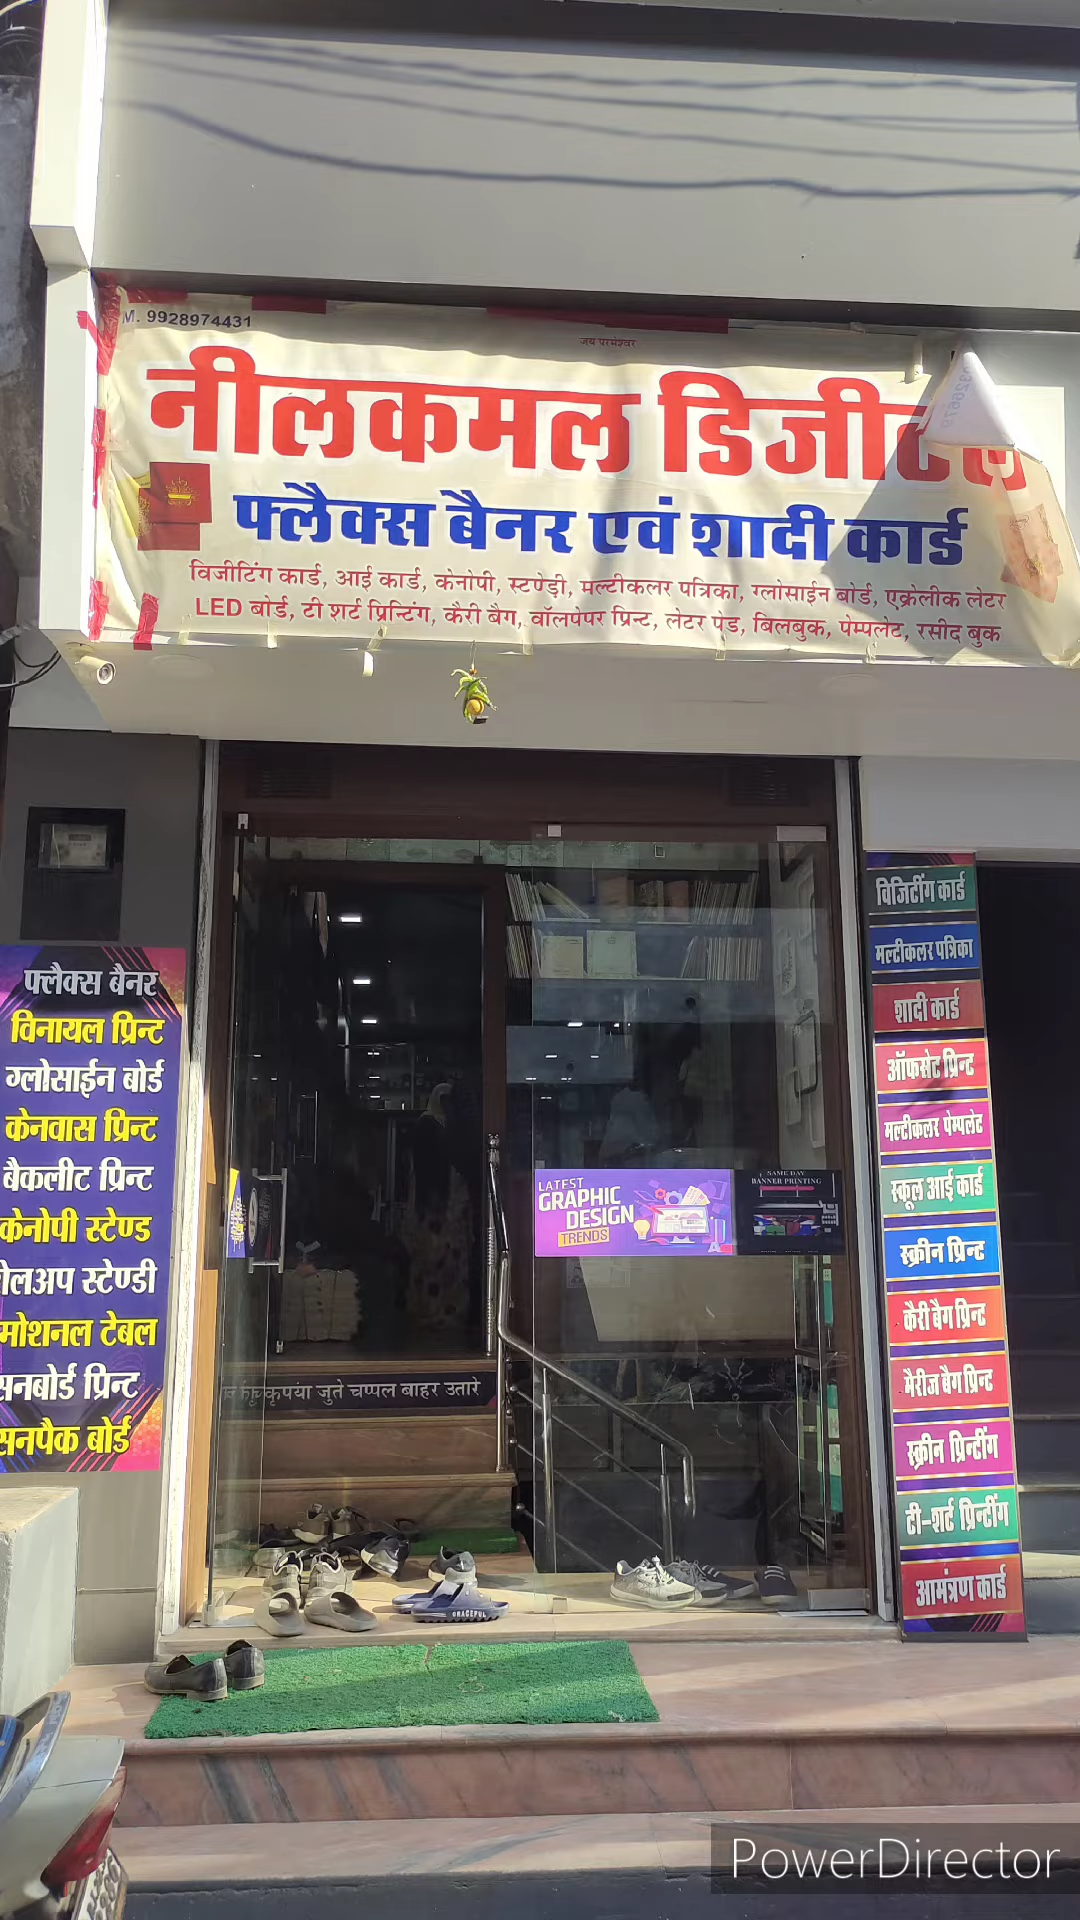 M. 9928974431
जय परमेश्वर
नीलकमल डिजीटल
फ्लैक्स बैनर एवं शादी कार्ड
विजीटिंग कार्ड, आई कार्ड, केनोपी, स्टण्ेड़ी, मल्टीकलर पत्रिका, ग्लोसाईन बोर्ड, एक्रेलीक लेटर
LED बोर्ड, टी शर्ट प्रिन्टिंग, कैरी बैग, वॉलपेपर प्रिन्ट, लेटर पेड, बिलबुक, पेम्पलेट, रसीद बुक
फ्लैक्स बैनर
विनायल प्रिन्ट
ग्लोसाईन बोर्ड
केनवास प्रिन्ट
बैकलीट प्रिन्ट
केनोपी स्टेण्ड
स्टेण्डी
टेबल
सनबोर्ड प्रिन्ट
सनपैक बोर्ड
LATEST
GRAPHIC
DESIGN
TRENDS
SAME DAY
BANNER PRINTING
कृपया जुते चप्पल बाहर उतारे
GRACEFUL
विजिटींग कार्ड
मल्टीकलर पत्रिका
शादी कार्ड
ऑफसेट प्रिन्ट
मल्टीकलर पेम्पलेट
स्कूल आई कार्ड
स्क्रीन प्रिन्ट
कैरी बैग प्रिन्ट
मैरीज बैग प्रिन्ट
स्क्रीन प्रिन्टींग
टी-शर्ट प्रिन्टींग
आमंत्रण कार्ड
PowerDirector